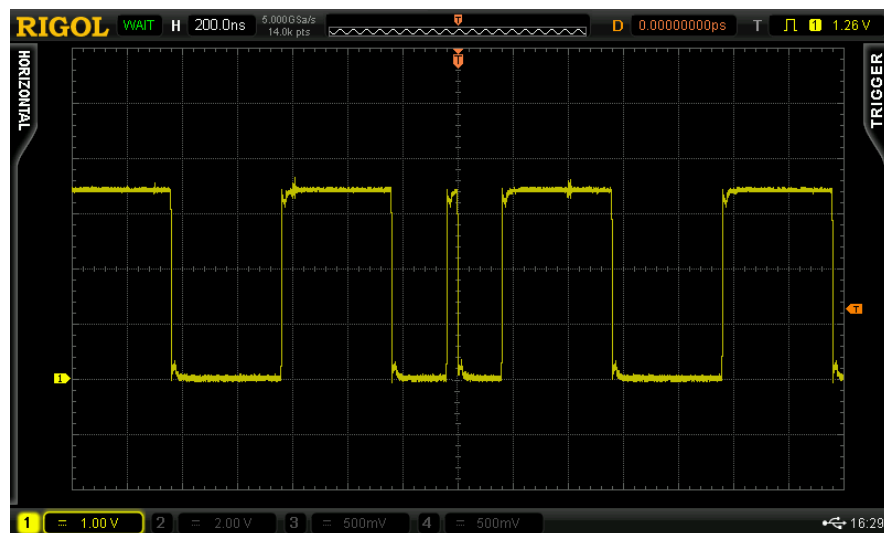 RIGOL WAIT H 200.0ns 5.000GSa/s 14.0k pts T D 0.00000000ps T 1 1.26 V
HORIZONTAL
T
TRIGGER
T
1
1 = 1.00 V 2 = 2.00 V 3 = 500mV 4 = 500mV 16:29